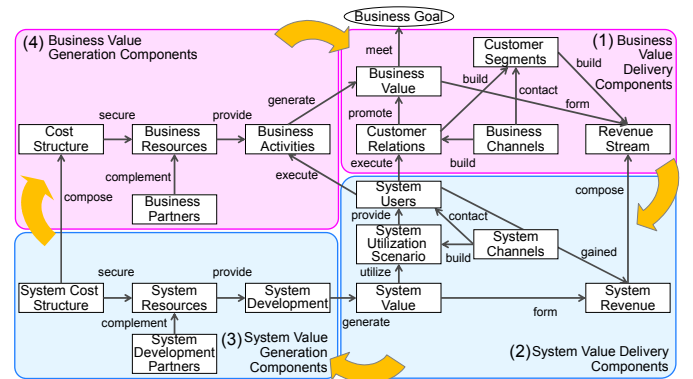 Business Goal
(4) Business Value
Generation Components
meet
Customer
Segments
(1) Business
Value
Delivery
Components
build
Business
Value
generate
contact
build
form
promote
secure
provide
Cost
Structure
Business
Resources
Business
Activities
Customer
Relations
Business
Channels
Revenue
Stream
execute
build
complement
execute
compose
Business
Partners
System
Users
compose
provide
contact
System
Utilization
Scenario
System
Channels
build
gained
secure
provide
utilize
System Cost
Structure
System
Resources
System
Development
System
Value
System
Revenue
complement
generate
form
System
Development
Partners
(3) System Value
Generation
Components
(2) System Value Delivery
Components